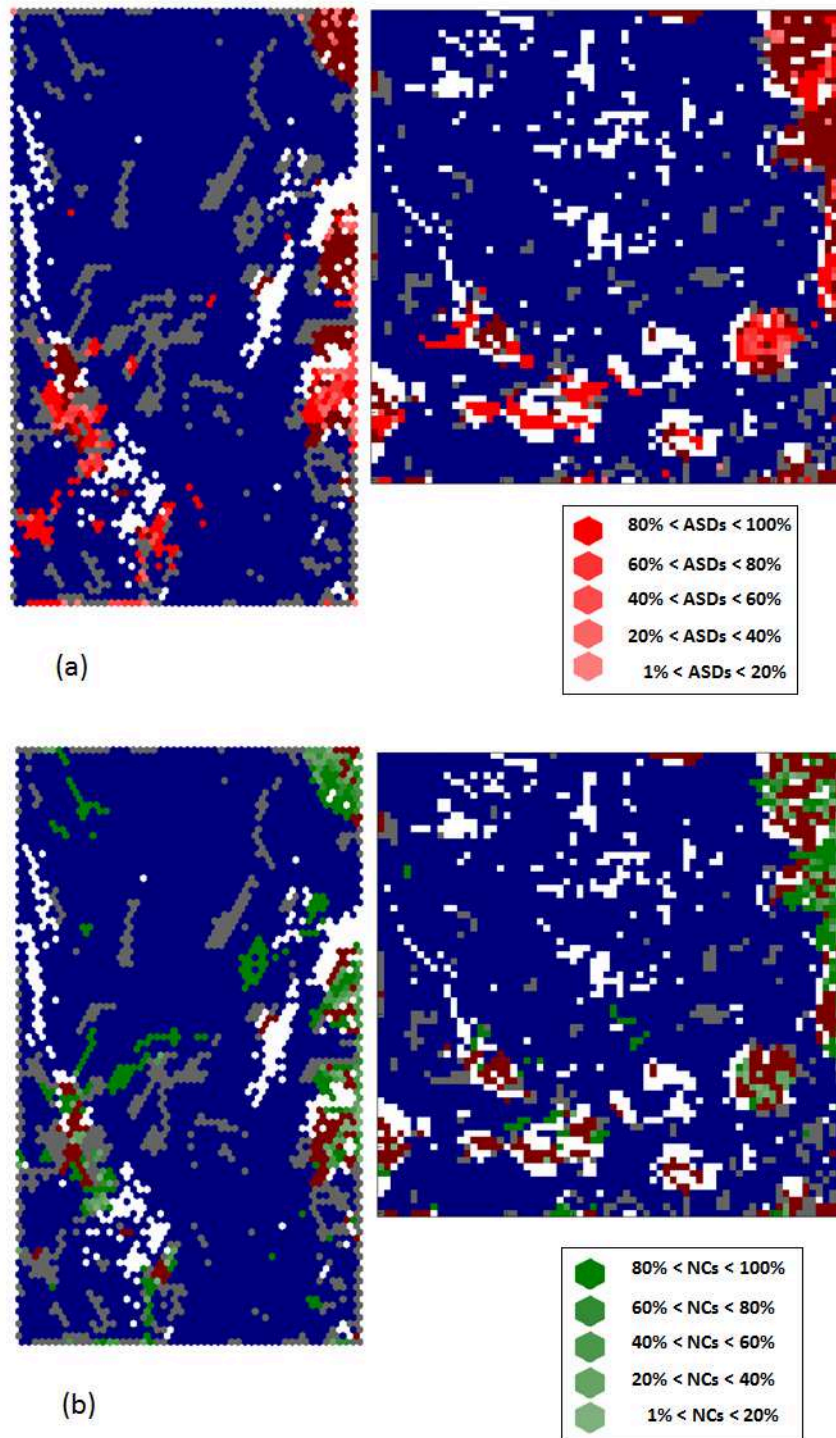 80% < ASDs < 100%
60% < ASDs < 80%
40% < ASDs < 60%
20% < ASDs < 40%
1% < ASDs < 20%
(a)
80% < NCs < 100%
60% < NCs < 80%
40% < NCs < 60%
20% < NCs < 40%
1% < NCs < 20%
(b)